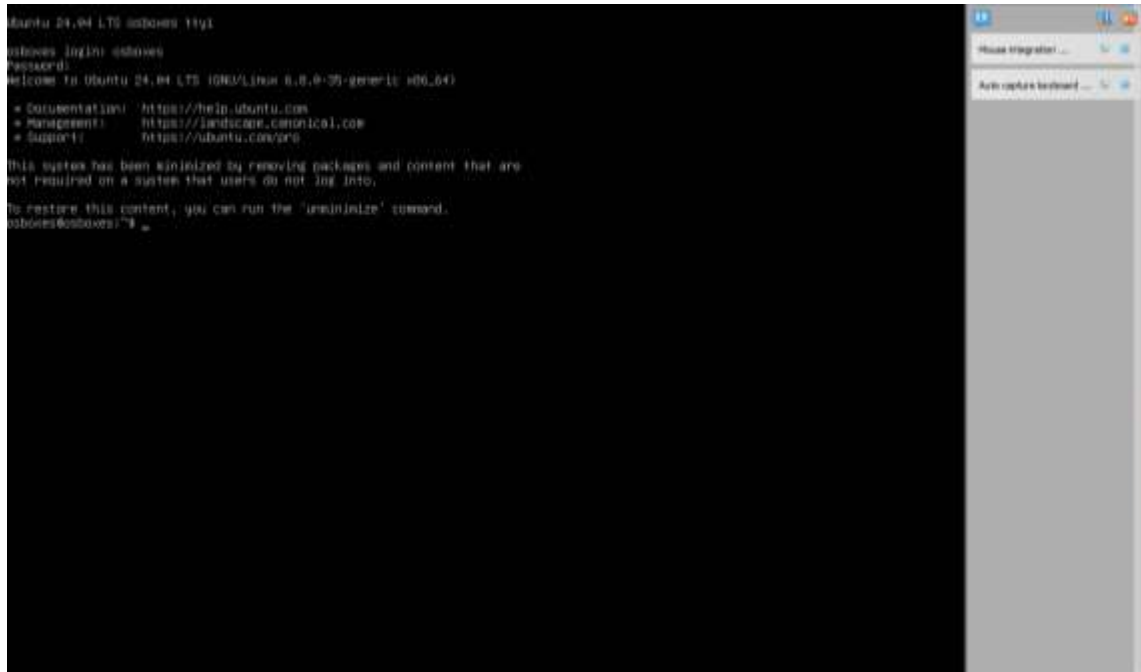 Ubuntu 24.04 LTS osboxes tty1
osboxes login: osboxes
Password:
Welcome to Ubuntu 24.04 LTS (GNU/Linux 6.8.0-35-generic x86_64)
* Documentation: https://help.ubuntu.com
* Management: https://landscape.canonical.com
* Support: https://ubuntu.com/pro
This system has been minimized by removing packages and content that are
not required on a system that users do not log into.
To restore this content, you can run the 'unminimize' command.
osboxes@osboxes:~$ _
Mouse integration ...
Auto capture keyboard ...